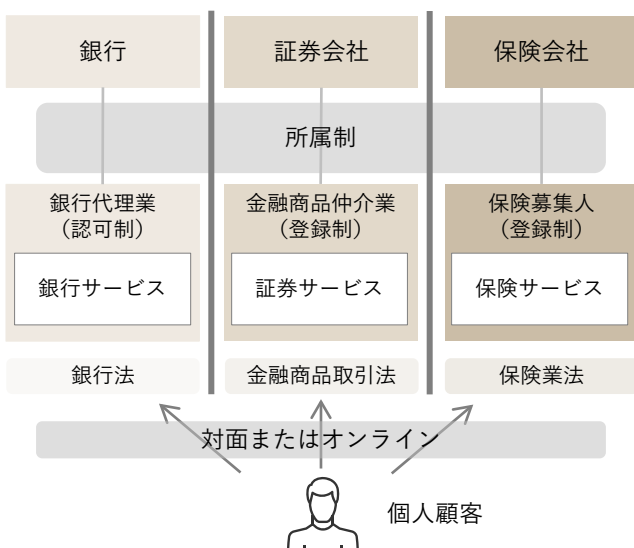 銀行
証券会社
保険会社
所属制
銀行代理業
（認可制）
銀行サービス
金融商品仲介業
（登録制）
証券サービス
保険募集人
（登録制）
保険サービス
銀行法
金融商品取引法
保険業法
対面またはオンライン
個人顧客